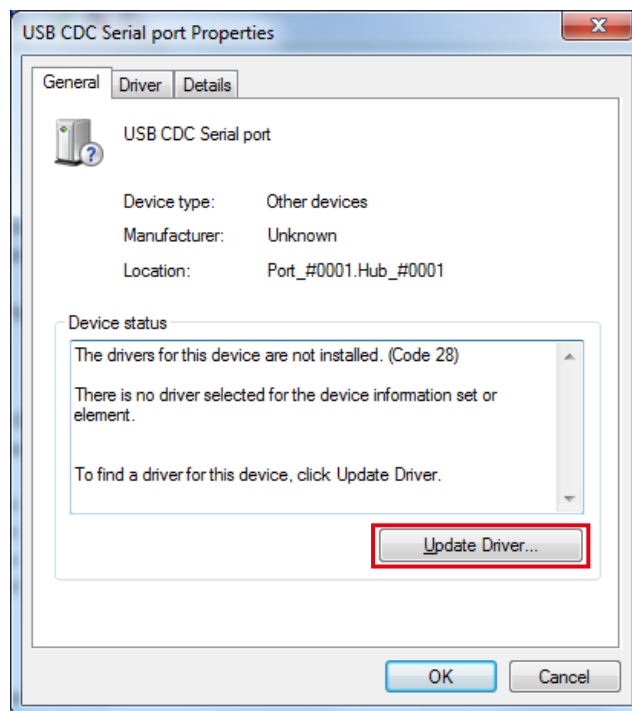 USB CDC Serial port Properties
General Driver Details
USB CDC Serial port
Device type: Other devices
Manufacturer: Unknown
Location: Port_#0001.Hub_#0001
Device status
The drivers for this device are not installed. (Code 28)
There is no driver selected for the device information set or
element.
To find a driver for this device, click Update Driver.
Update Driver...
OK Cancel